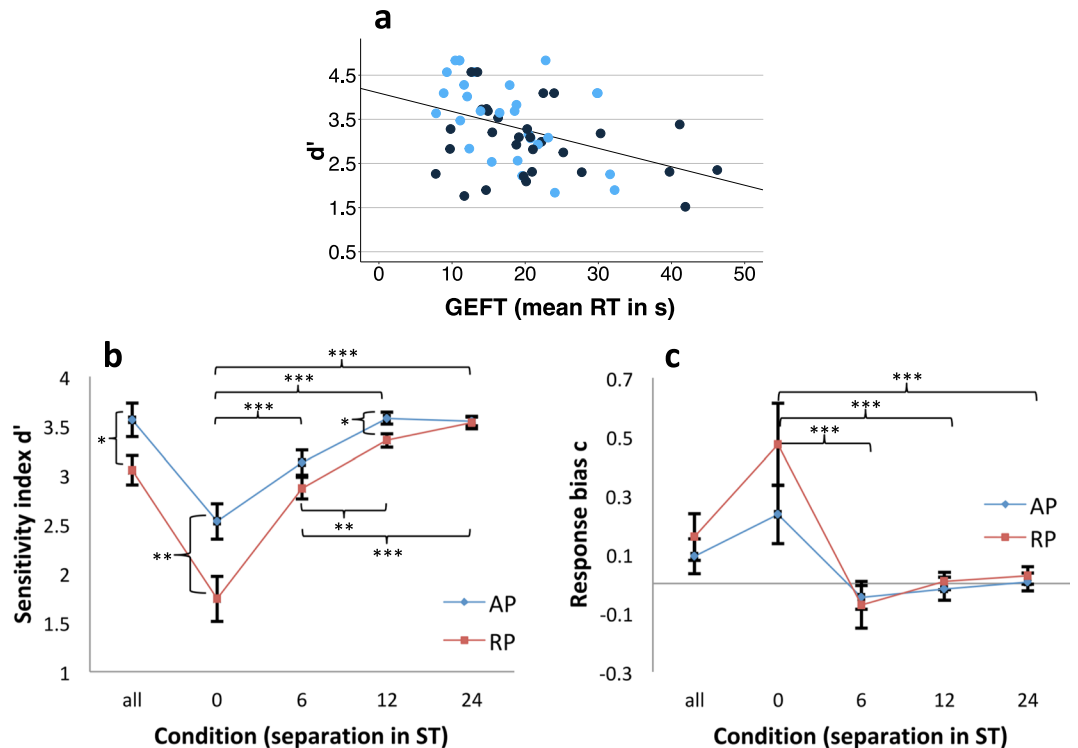 a
4.5
3.5
2.5
1.5
0.5
d'
0 10 20 30 40 50
GEFT (mean RT in s)
b
4
3.5
3
2.5
2
1.5
1
Sensitivity index d'
***
***
***
*
*
**
**
***
AP
RP
all 0 6 12 24
Condition (separation in ST)
c
0.7
0.5
0.3
0.1
-0.1
-0.3
Response bias c
***
***
***
AP
RP
all 0 6 12 24
Condition (separation in ST)